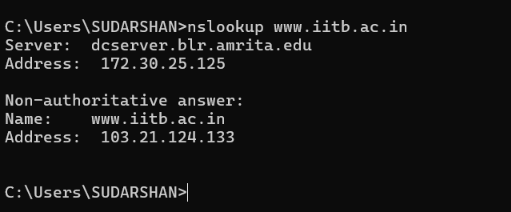 C:\Users\SUDARSHAN>nslookup www.iitb.ac.in
Server:  dcserver.blr.amrita.edu
Address:  172.30.25.125
Non-authoritative answer:
Name:    www.iitb.ac.in
Address:  103.21.124.133
C:\Users\SUDARSHAN>